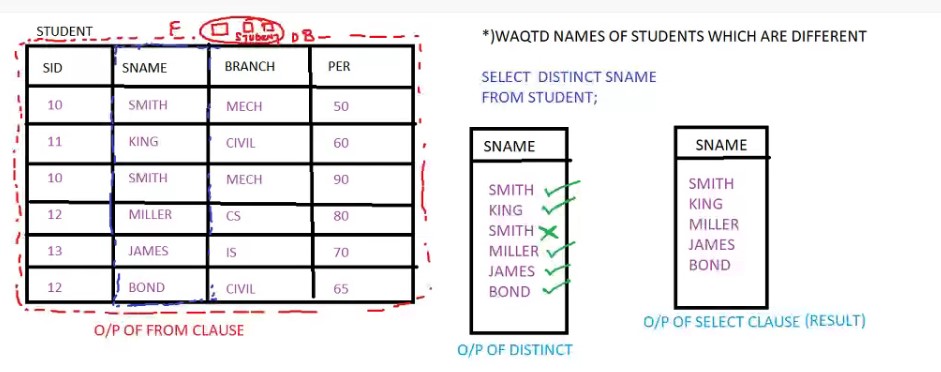 STUDENT
F
STUDENT
DB
SID SNAME BRANCH PER
10 SMITH MECH 50
11 KING CIVIL 60
10 SMITH MECH 90
12 MILLER CS 80
13 JAMES IS 70
12 BOND CIVIL 65
O/P OF FROM CLAUSE
*)WAQTD NAMES OF STUDENTS WHICH ARE DIFFERENT
SELECT DISTINCT SNAME
FROM STUDENT;
SNAME
SMITH
KING
SMITH
MILLER
JAMES
BOND
O/P OF DISTINCT
SNAME
SMITH
KING
MILLER
JAMES
BOND
O/P OF SELECT CLAUSE (RESULT)